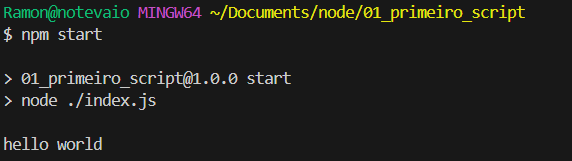 Ramon@notevaio MINGW64 ~/Documents/node/01_primeiro_script
$ npm start
> 01_primeiro_script@1.0.0 start
> node ./index.js
hello world